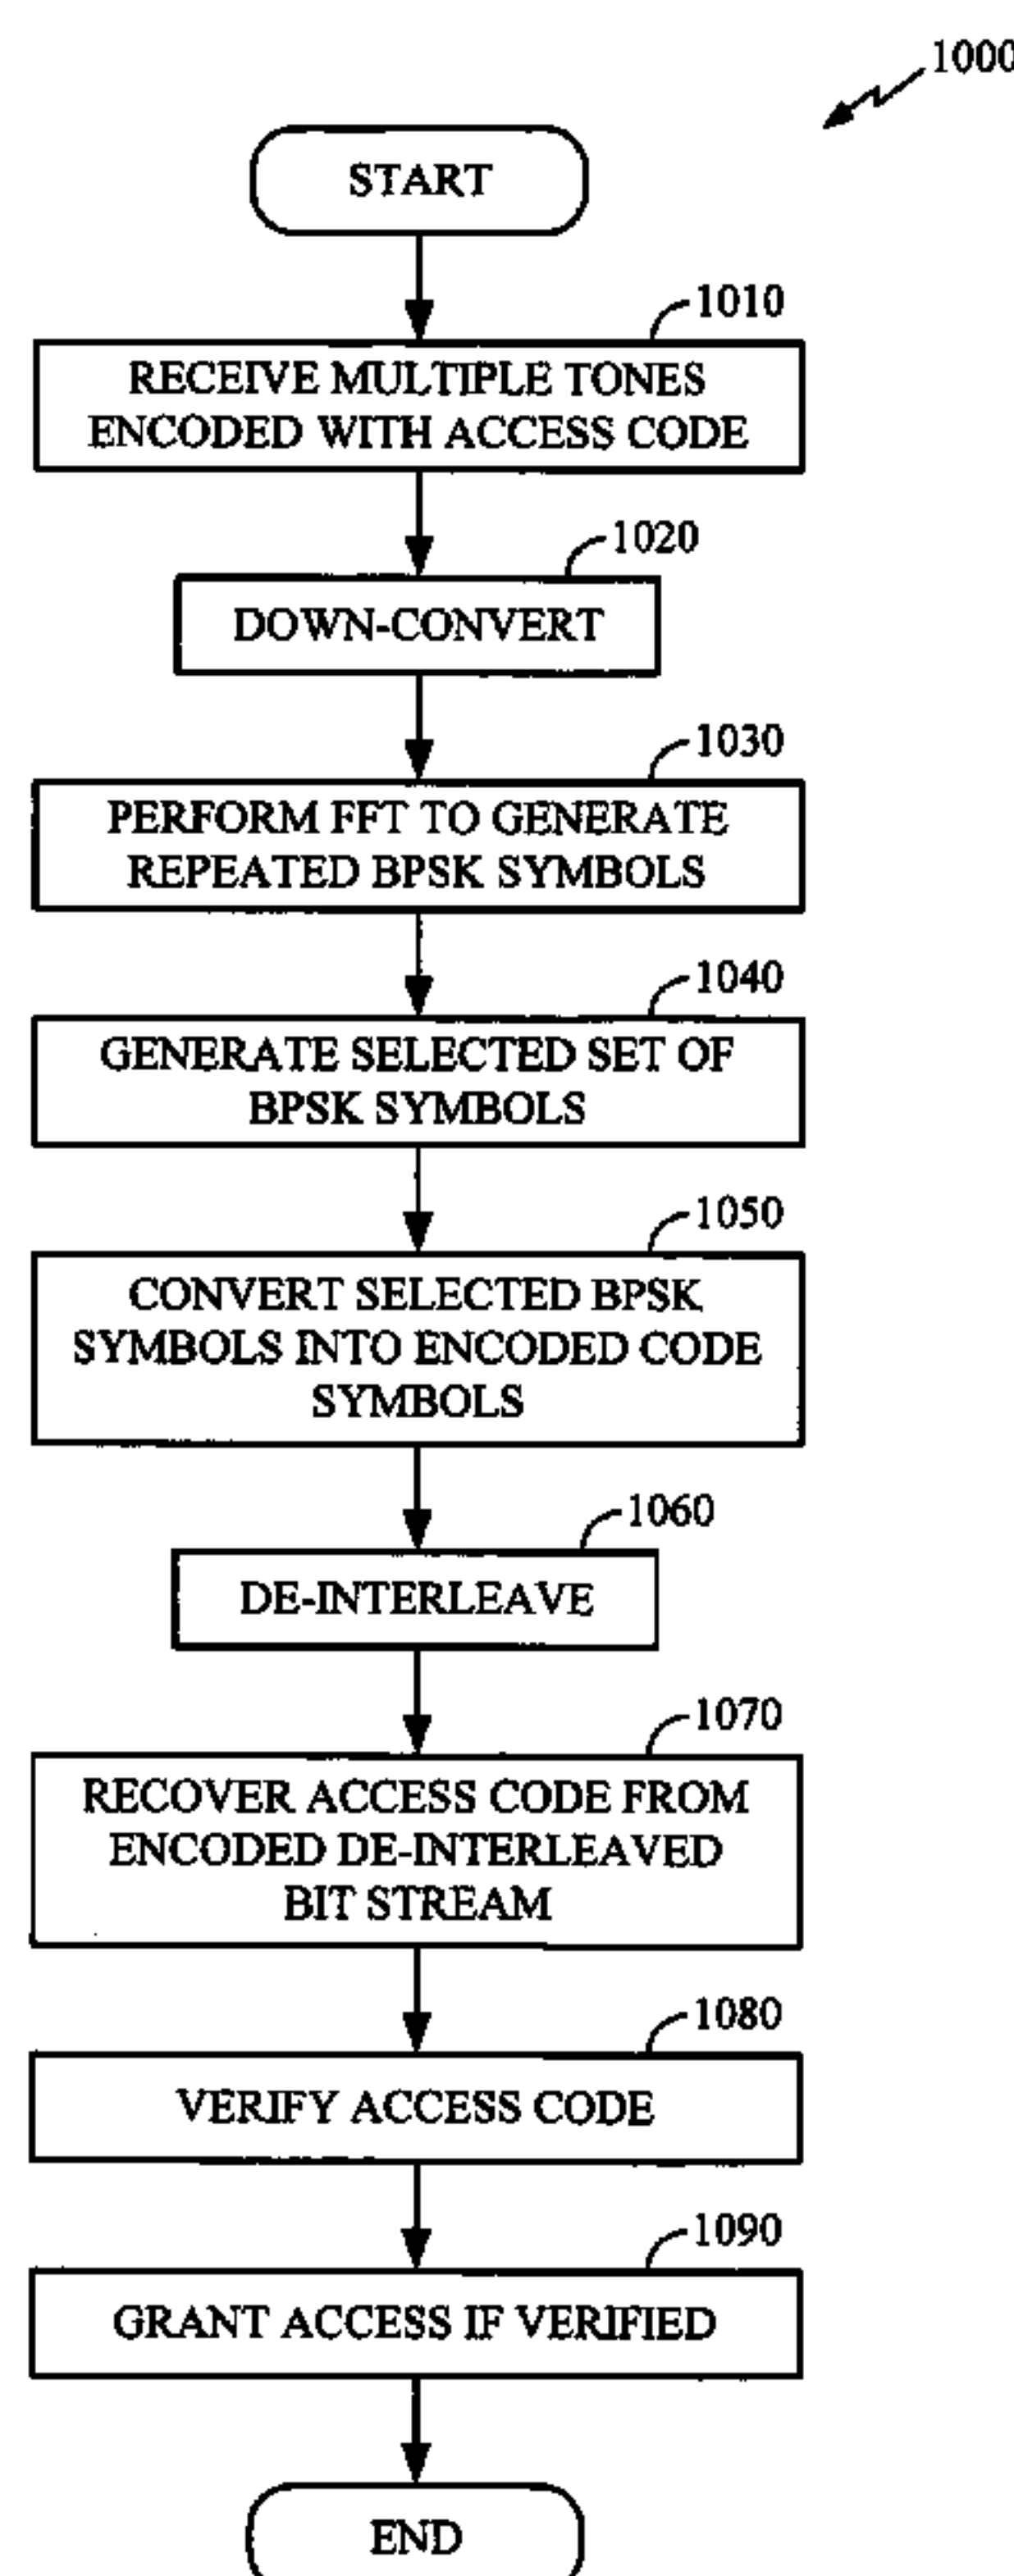 1000
START
1010
RECEIVE MULTIPLE TONES
ENCODED WITH ACCESS CODE
1020
DOWN-CONVERT
1030
PERFORM FFT TO GENERATE
REPEATED BPSK SYMBOLS
1040
GENERATE SELECTED SET OF
BPSK SYMBOLS
1050
CONVERT SELECTED BPSK
SYMBOLS INTO ENCODED CODE
SYMBOLS
1060
DE-INTERLEAVE
1070
RECOVER ACCESS CODE FROM
ENCODED DE-INTERLEAVED
BIT STREAM
1080
VERIFY ACCESS CODE
1090
GRANT ACCESS IF VERIFIED
END